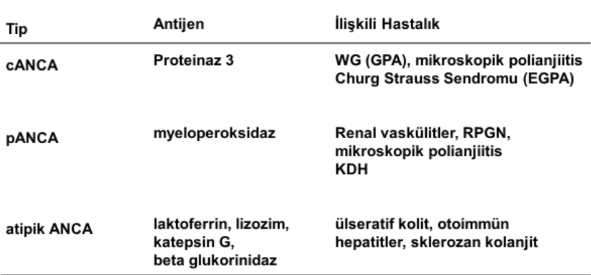 Tip Antijen İlişkili Hastalık
cANCA Proteinaz 3 WG (GPA), mikroskopik polianjiitis
Churg Strauss Sendromu (EGPA)
pANCA myeloperoksidaz Renal vaskülitler, RPGN,
mikroskopik polianjiitis
KDH
atipik ANCA laktoferrin, lizozim, ülseratif kolit, otoimmün
katepsin G, hepatitler, sklerozan kolanjit
beta glukorinidaz